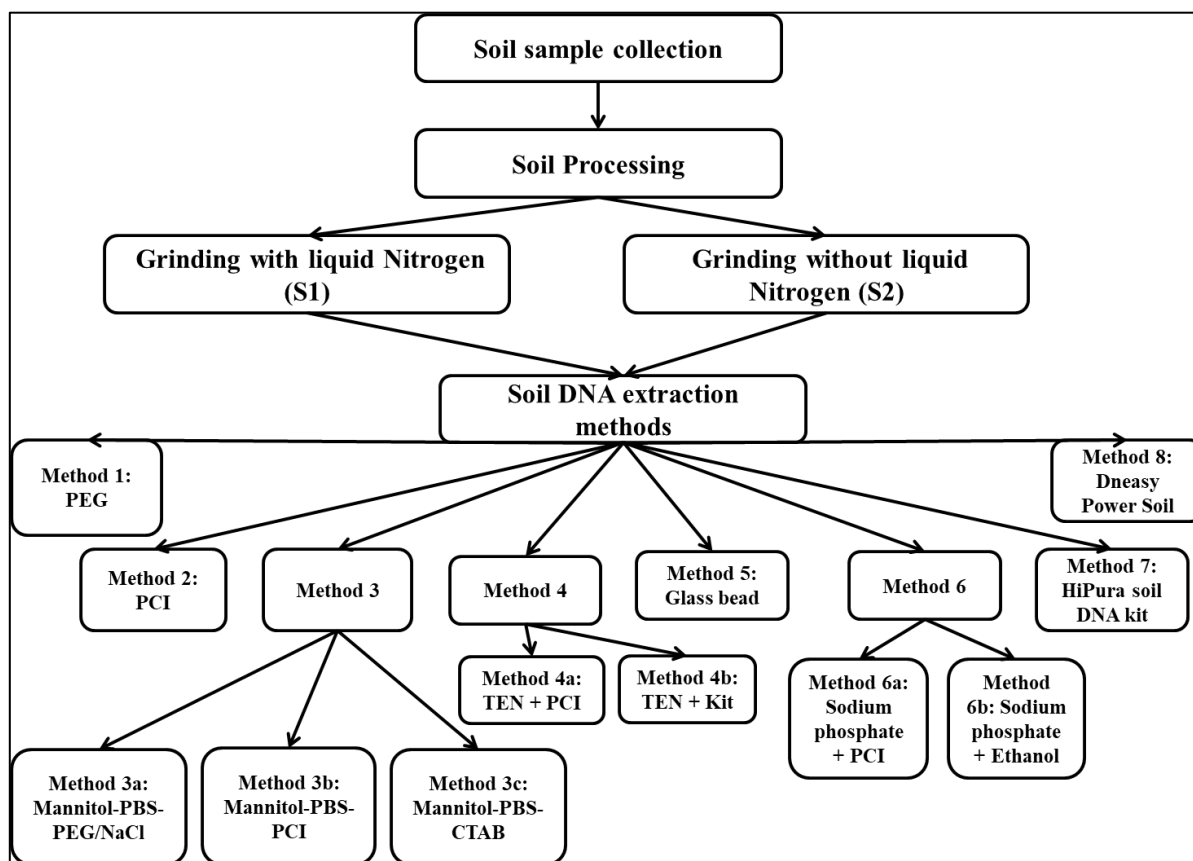 Soil sample collection
Soil Processing
Grinding with liquid Nitrogen
(S1)
Grinding without liquid
Nitrogen (S2)
Soil DNA extraction
methods
Method 1:
PEG
Method 8:
Dneasy
Power Soil
Method 2:
PCI
Method 3
Method 4
Method 5:
Glass bead
Method 6
Method 7:
HiPura soil
DNA kit
Method 4a:
TEN + PCI
Method 4b:
TEN + Kit
Method 6a:
Sodium
phosphate
+ PCI
Method
6b: Sodium
phosphate
+ Ethanol
Method 3a:
Mannitol-PBS-
PEG/NaCl
Method 3b:
Mannitol-PBS-
PCI
Method 3c:
Mannitol-PBS-
CTAB